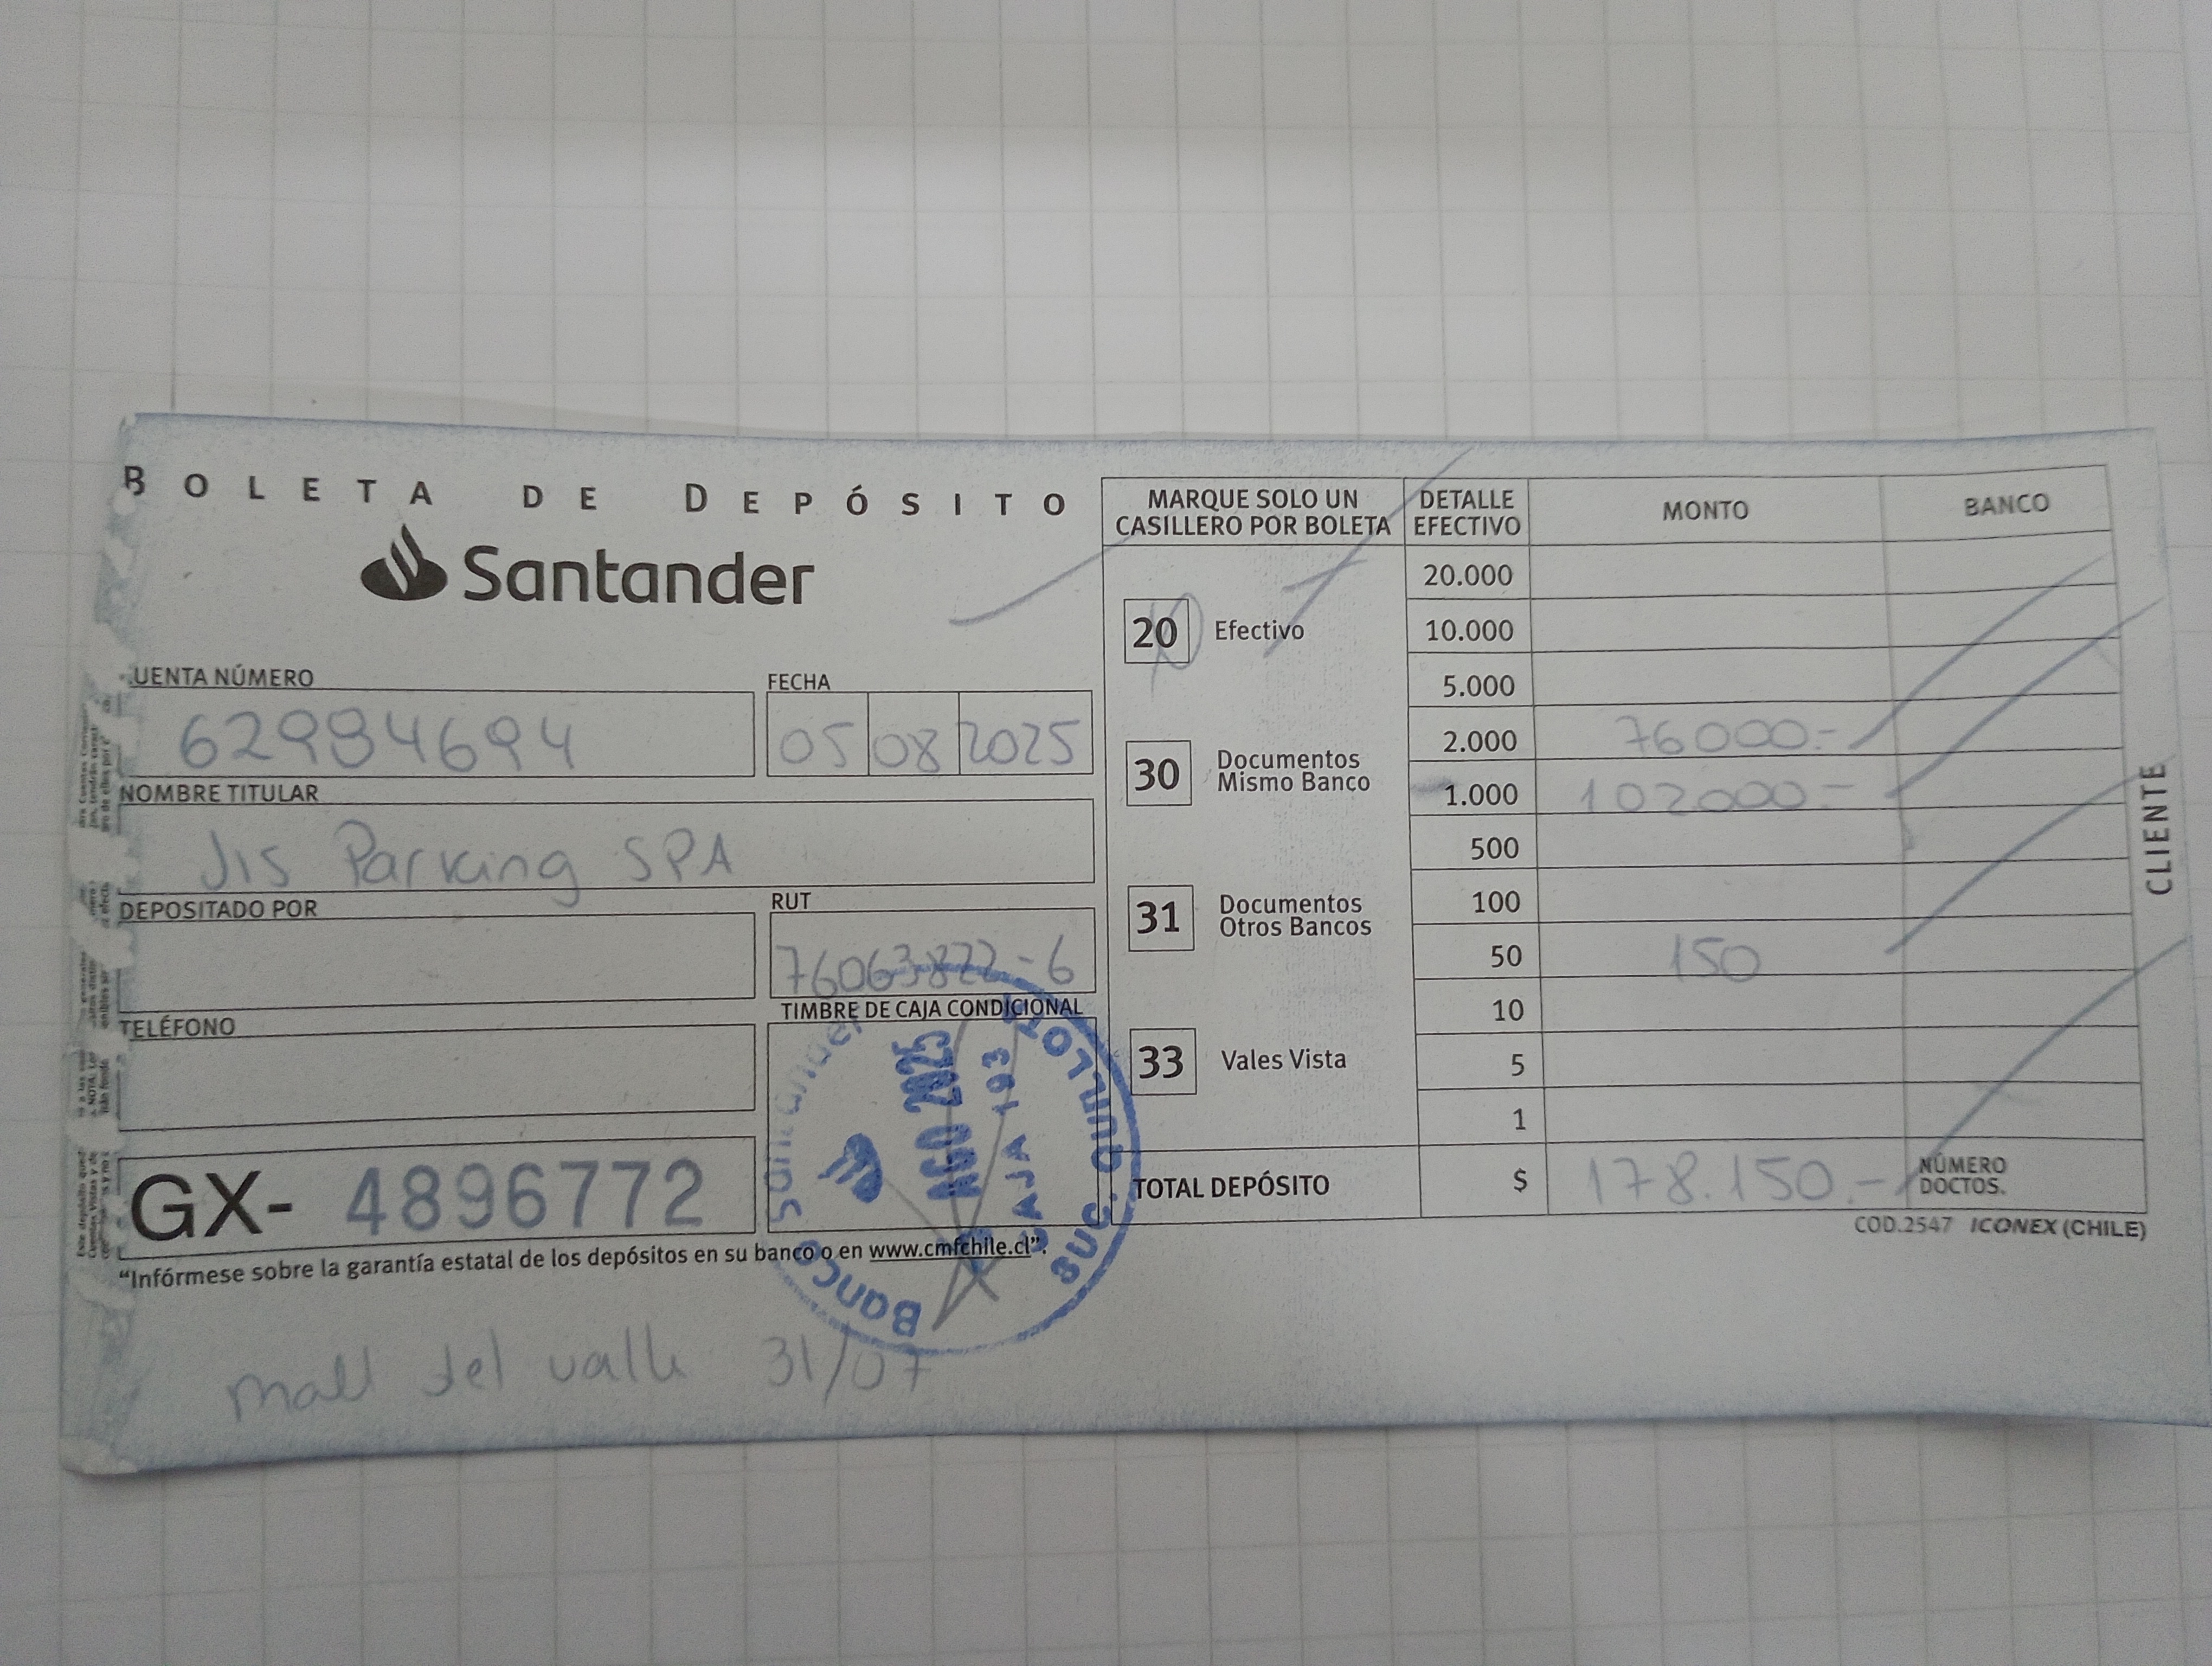 BOLETA DE DEPÓSITO
Santander
UENTA NÚMERO
62984694
FECHA
05 08 2025
NOMBRE TITULAR
JIS Parking SPA
DEPOSITADO POR
RUT
76063822-6
TELÉFONO
TIMBRE DE CAJA CONDICIONAL
Banco Santander
AGO 2025
CAJA 193
SUC. QUILLOTA
GX- 4896772
"Infórmese sobre la garantía estatal de los depósitos en su banco o en www.cmfchile.cl".
mall del valle 31/07
MARQUE SOLO UN
CASILLERO POR BOLETA
20 Efectivo
30 Documentos
Mismo Banco
31 Documentos
Otros Bancos
33 Vales Vista
DETALLE
EFECTIVO
MONTO
BANCO
20.000
10.000
5.000
2.000 76000.-
1.000 102000.-
500
100
50 150
10
5
1
TOTAL DEPÓSITO $ 178.150.-
NÚMERO
DOCTOS.
COD.2547 ICONEX (CHILE)
CLIENTE